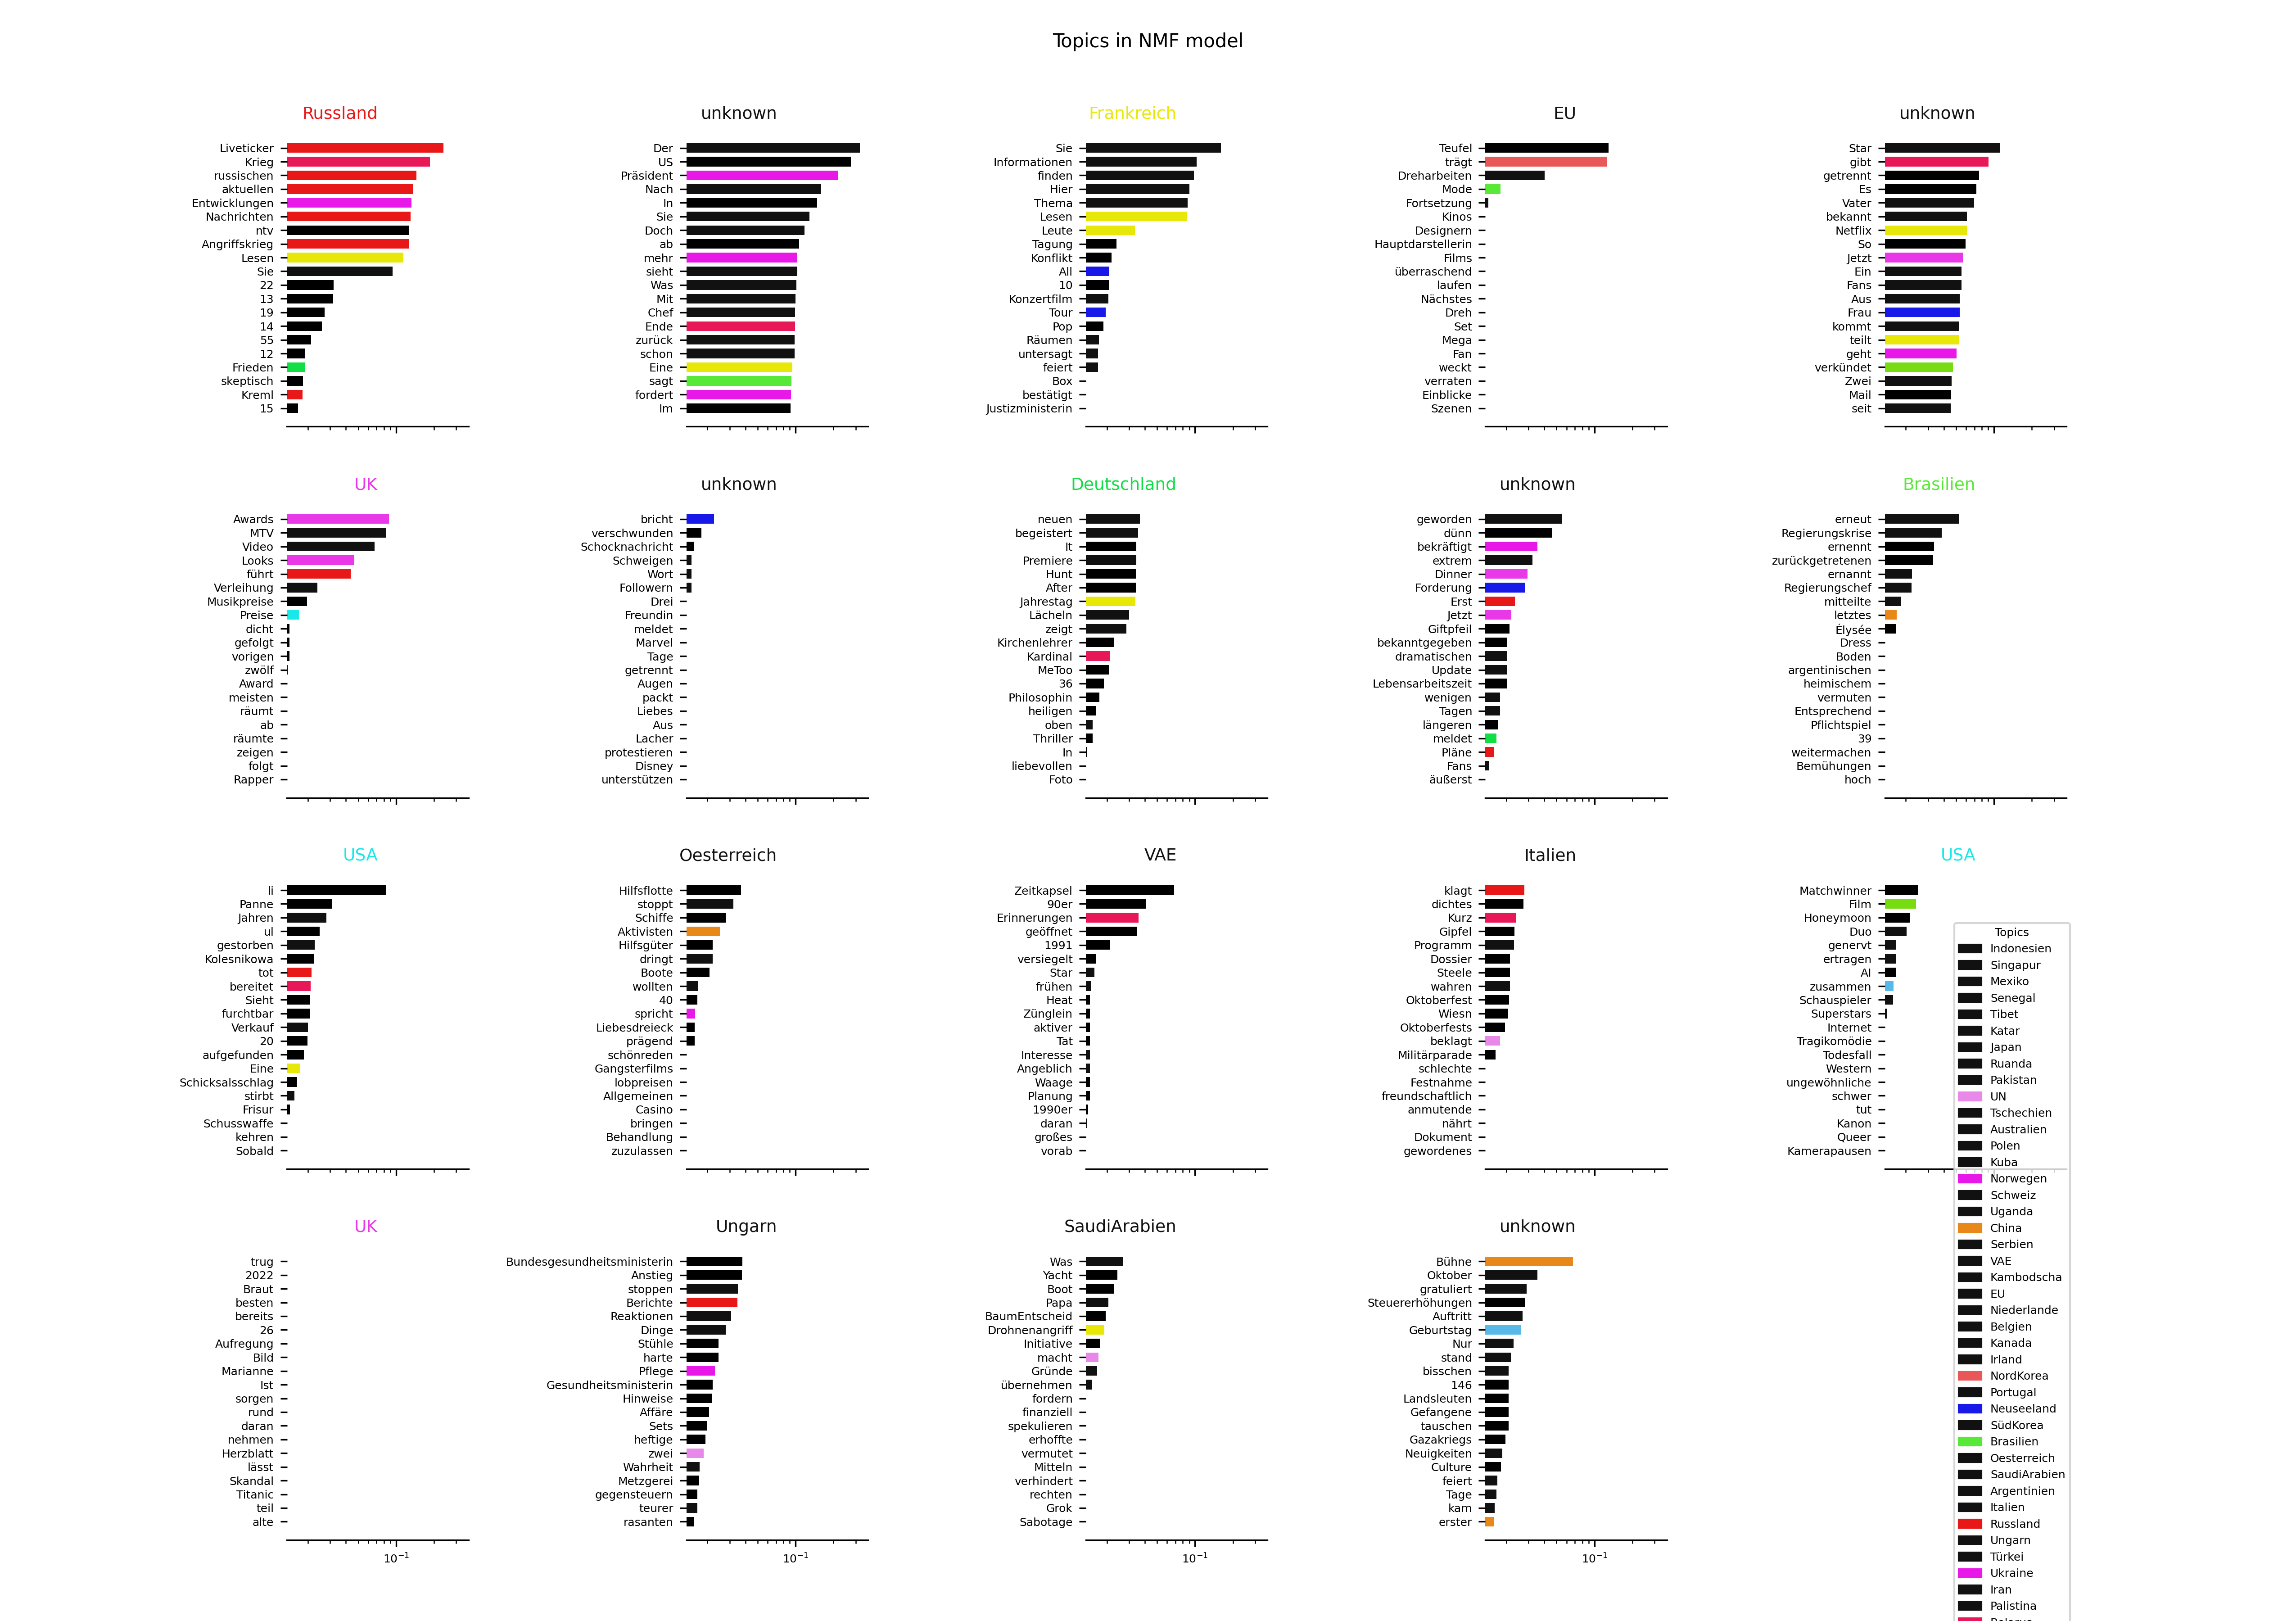 Topics in NMF model
Russland
Liveticker
Krieg
russischen
aktuellen
Entwicklungen
Nachrichten
ntv
Angriffskrieg
Lesen
Sie
22
13
19
14
55
12
Frieden
skeptisch
Kreml
15
unknown
Der
US
Präsident
Nach
In
Sie
Doch
ab
mehr
sieht
Was
Mit
Chef
Ende
zurück
schon
Eine
sagt
fordert
Im
Frankreich
Sie
Informationen
finden
Hier
Thema
Lesen
Leute
Tagung
Konflikt
All
10
Konzertfilm
Tour
Pop
Räumen
untersagt
feiert
Box
bestätigt
Justizministerin
EU
Teufel
trägt
Dreharbeiten
Mode
Fortsetzung
Kinos
Designern
Hauptdarstellerin
Films
überraschend
laufen
Nächstes
Dreh
Set
Mega
Fan
weckt
verraten
Einblicke
Szenen
unknown
Star
gibt
getrennt
Es
Vater
bekannt
Netflix
So
Jetzt
Ein
Fans
Aus
Frau
kommt
teilt
geht
verkündet
Zwei
Mail
seit
UK
Awards
MTV
Video
Looks
führt
Verleihung
Musikpreise
Preise
dicht
gefolgt
vorigen
zwölf
Award
meisten
räumt
ab
räumte
zeigen
folgt
Rapper
unknown
bricht
verschwunden
Schocknachricht
Schweigen
Wort
Followern
Drei
Freundin
meldet
Marvel
Tage
getrennt
Augen
packt
Liebes
Aus
Lacher
protestieren
Disney
unterstützen
Deutschland
neuen
begeistert
It
Premiere
Hunt
After
Jahrestag
Lächeln
zeigt
Kirchenlehrer
Kardinal
MeToo
36
Philosophin
heiligen
oben
Thriller
In
liebevollen
Foto
unknown
geworden
dünn
bekräftigt
extrem
Dinner
Forderung
Erst
Jetzt
Giftpfeil
bekanntgegeben
dramatischen
Update
Lebensarbeitszeit
wenigen
Tagen
längeren
meldet
Pläne
Fans
äußerst
Brasilien
erneut
Regierungskrise
ernennt
zurückgetretenen
ernannt
Regierungschef
mitteilte
letztes
Élysée
Dress
Boden
argentinischen
heimischem
vermuten
Entsprechend
Pflichtspiel
39
weitermachen
Bemühungen
hoch
USA
li
Panne
Jahren
ul
gestorben
Kolesnikowa
tot
bereitet
Sieht
furchtbar
Verkauf
20
aufgefunden
Eine
Schicksalsschlag
stirbt
Frisur
Schusswaffe
kehren
Sobald
Oesterreich
Hilfsflotte
stoppt
Schiffe
Aktivisten
Hilfsgüter
dringt
Boote
wollten
40
spricht
Liebesdreieck
prägend
schönreden
Gangsterfilms
lobpreisen
Allgemeinen
Casino
bringen
Behandlung
zuzulassen
VAE
Zeitkapsel
90er
Erinnerungen
geöffnet
1991
versiegelt
Star
frühen
Heat
Zünglein
aktiver
Tat
Interesse
Angeblich
Waage
Planung
1990er
daran
großes
vorab
Italien
klagt
dichtes
Kurz
Gipfel
Programm
Dossier
Steele
wahren
Oktoberfest
Wiesn
Oktoberfests
beklagt
Militärparade
schlechte
Festnahme
freundschaftlich
anmutende
nährt
Dokument
gewordenes
USA
Matchwinner
Film
Honeymoon
Duo
genervt
ertragen
AI
zusammen
Schauspieler
Superstars
Internet
Tragikomödie
Todesfall
Western
ungewöhnliche
schwer
tut
Kanon
Queer
Kamerapausen
UK
trug
2022
Braut
besten
bereits
26
Aufregung
Bild
Marianne
Ist
sorgen
rund
daran
nehmen
Herzblatt
lässt
Skandal
Titanic
teil
alte
10⁻¹
Ungarn
Bundesgesundheitsministerin
Anstieg
stoppen
Berichte
Reaktionen
Dinge
Stühle
harte
Pflege
Gesundheitsministerin
Hinweise
Affäre
Sets
heftige
zwei
Wahrheit
Metzgerei
gegensteuern
teurer
rasanten
10⁻¹
SaudiArabien
Was
Yacht
Boot
Papa
BaumEntscheid
Drohnenangriff
Initiative
macht
Gründe
übernehmen
fordern
finanziell
spekulieren
erhoffte
vermutet
Mitteln
verhindert
rechten
Grok
Sabotage
10⁻¹
unknown
Bühne
Oktober
gratuliert
Steuererhöhungen
Auftritt
Geburtstag
Nur
stand
bisschen
146
Landsleuten
Gefangene
tauschen
Gazakriegs
Neuigkeiten
Culture
feiert
Tage
kam
erster
10⁻¹
Topics
Indonesien
Singapur
Mexiko
Senegal
Tibet
Katar
Japan
Ruanda
Pakistan
UN
Tschechien
Australien
Polen
Kuba
Norwegen
Schweiz
Uganda
China
Serbien
VAE
Kambodscha
EU
Niederlande
Belgien
Kanada
Irland
NordKorea
Portugal
Neuseeland
SüdKorea
Brasilien
Oesterreich
SaudiArabien
Argentinien
Italien
Russland
Ungarn
Türkei
Ukraine
Iran
Palistina